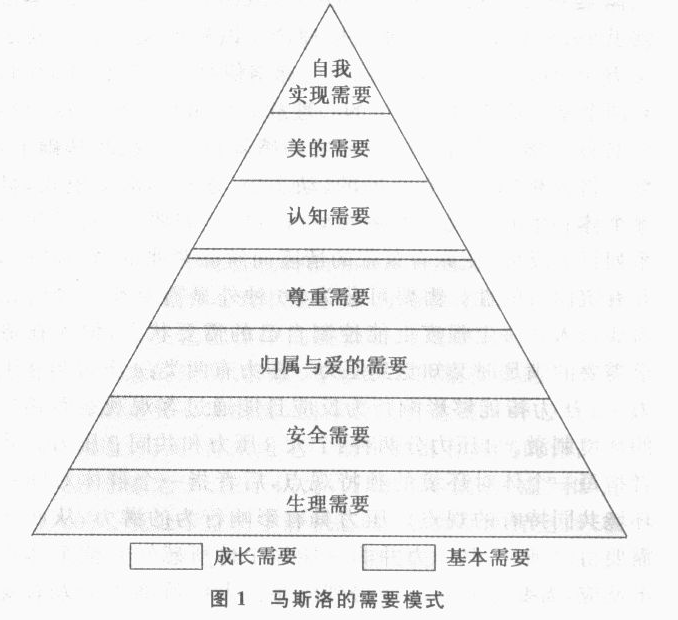 自我
实现需要
美的需要
认知需要
尊重需要
归属与爱的需要
安全需要
生理需要
成长需要 基本需要
图 1 马斯洛的需要模式